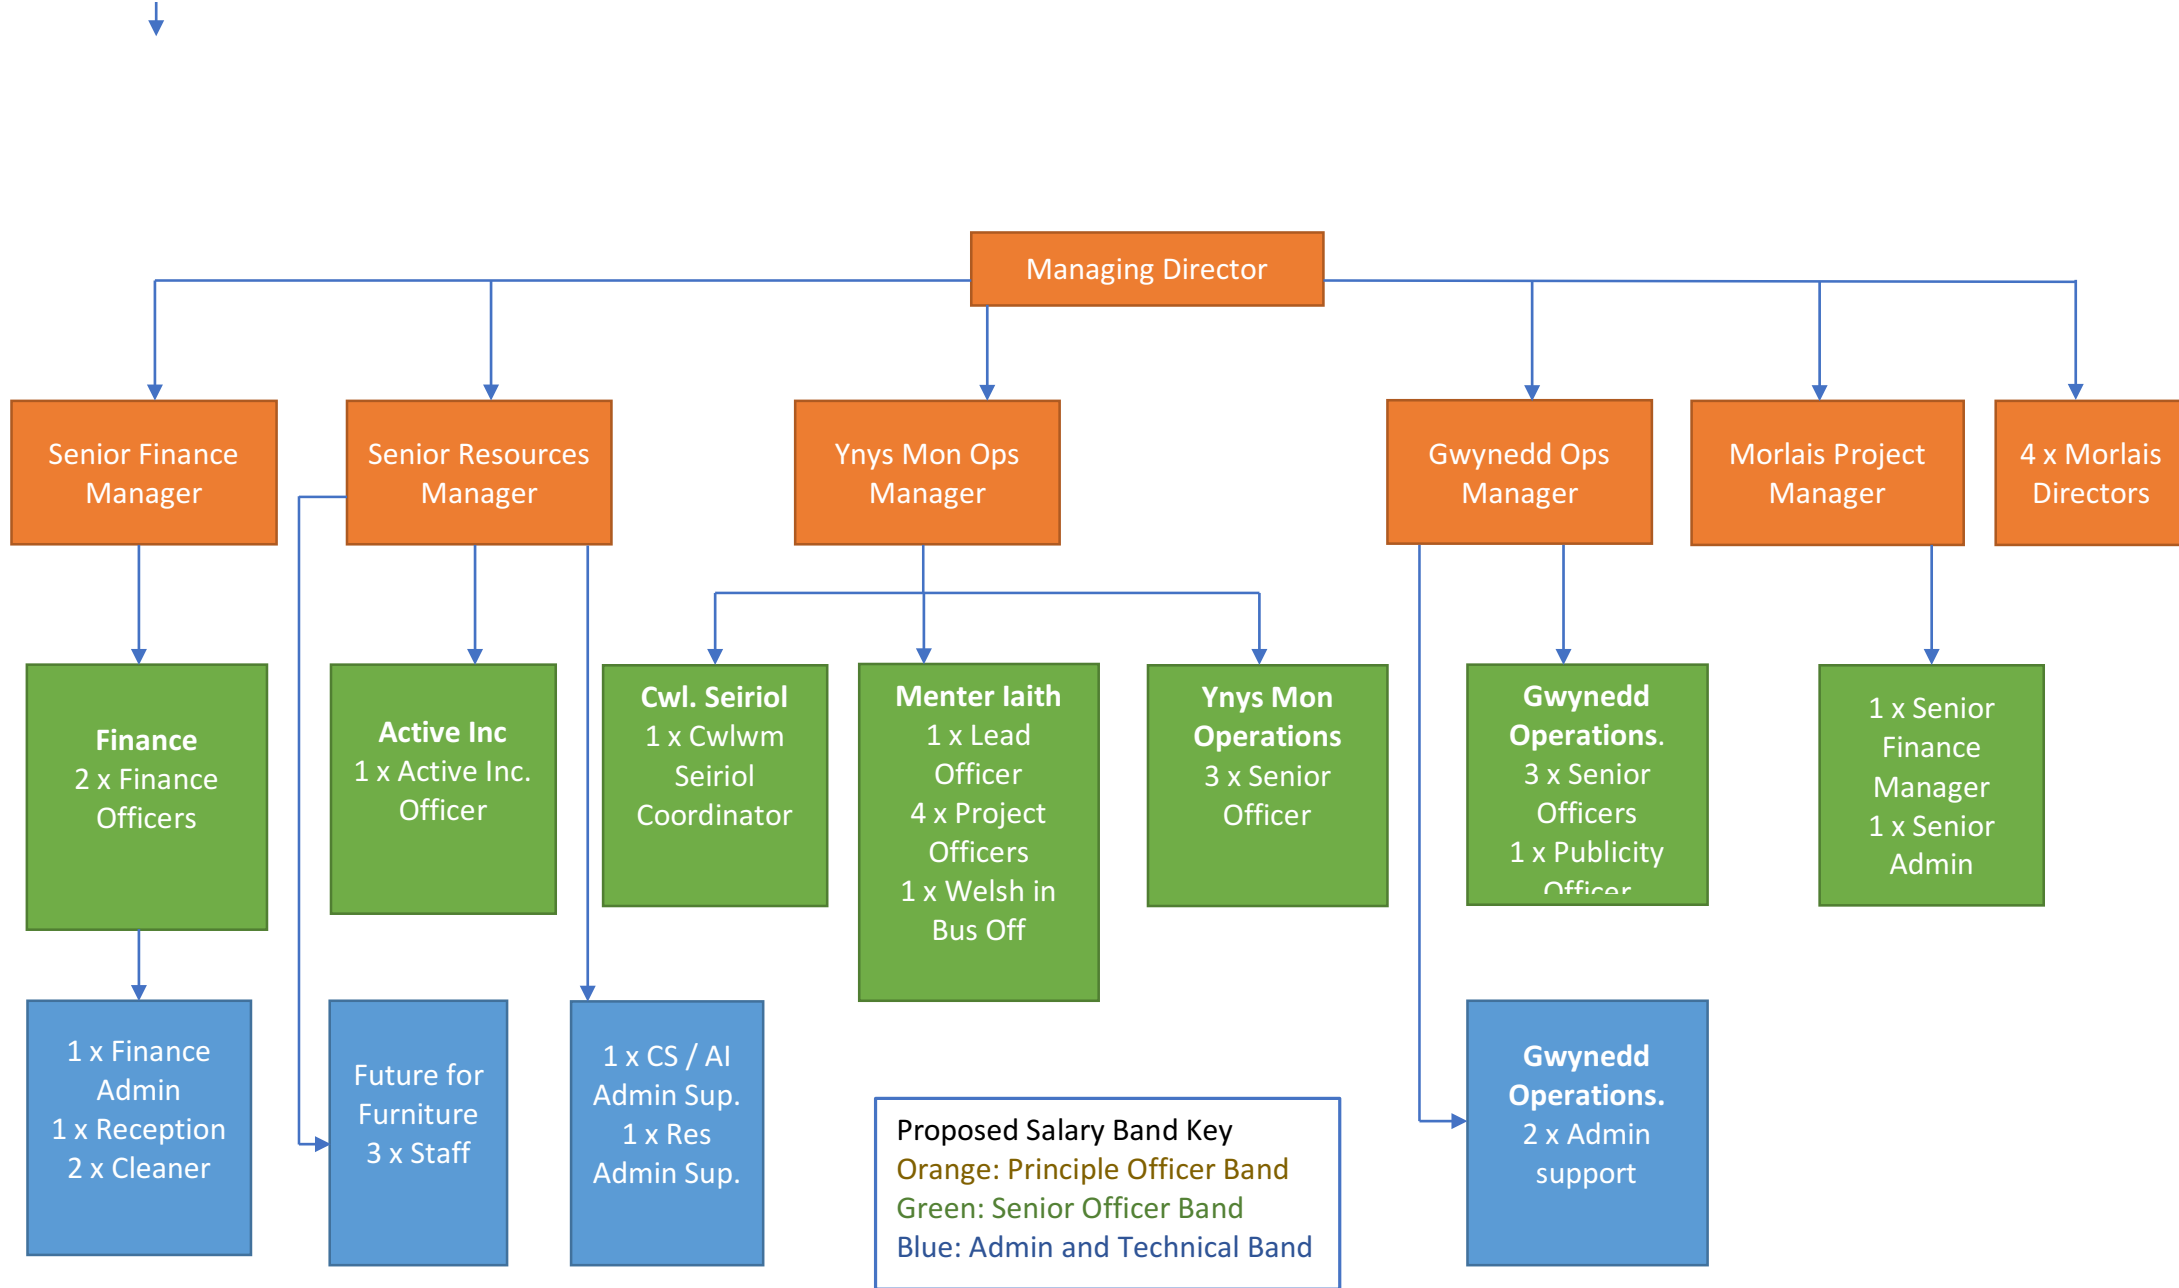 Managing Director
Senior Finance
Manager
Senior Resources
Manager
Ynys Mon Ops
Manager
Gwynedd Ops
Manager
Morlais Project
Manager
4 x Morlais
Directors
Finance
2 x Finance
Officers
Active Inc
1 x Active Inc.
Officer
Cwl. Seiriol
1 x Cwlwm
Seiriol
Coordinator
Menter Iaith
1 x Lead
Officer
4 x Project
Officers
1 x Welsh in
Bus Off
Ynys Mon
Operations
3 x Senior
Officer
Gwynedd
Operations.
3 x Senior
Officers
1 x Publicity
Officer
1 x Senior
Finance
Manager
1 x Senior
Admin
1 x Finance
Admin
1 x Reception
2 x Cleaner
Future for
Furniture
3 x Staff
1 x CS / AI
Admin Sup.
1 x Res
Admin Sup.
Gwynedd
Operations.
2 x Admin
support
Proposed Salary Band Key
Orange: Principle Officer Band
Green: Senior Officer Band
Blue: Admin and Technical Band